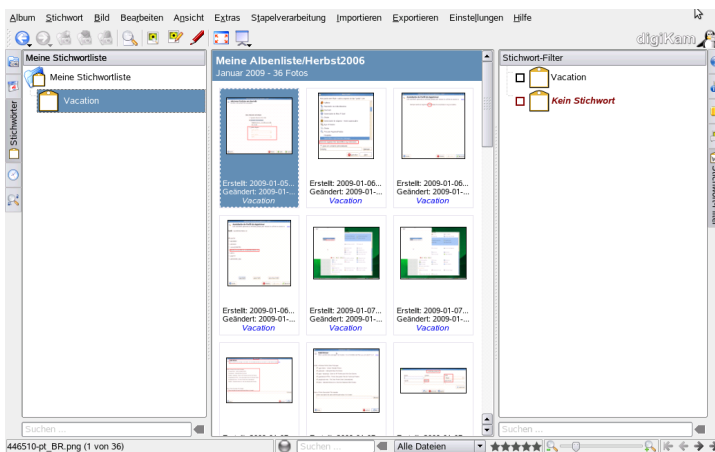 Album Stichwort Bild Bearbeiten Ansicht Extras Stapelverarbeitung Importieren Exportieren Einstellungen Hilfe
digiKam
Meine Stichwortliste
Meine Stichwortliste
Vacation
Stichwörter
Meine Albenliste/Herbst2006
Januar 2009 - 36 Fotos
Erstellt: 2009-01-05...
Geändert: 2009-01-...
Vacation
Erstellt: 2009-01-06...
Geändert: 2009-01-...
Vacation
Erstellt: 2009-01-06...
Geändert: 2009-01-...
Vacation
Erstellt: 2009-01-06...
Geändert: 2009-01-...
Vacation
Erstellt: 2009-01-07...
Geändert: 2009-01-...
Vacation
Erstellt: 2009-01-07...
Geändert: 2009-01-...
Vacation
Stichwort-Filter
Vacation
Kein Stichwort
Suchen ...
Suchen ...
446510-pt_BR.png (1 von 36)
Suchen ...
Alle Dateien